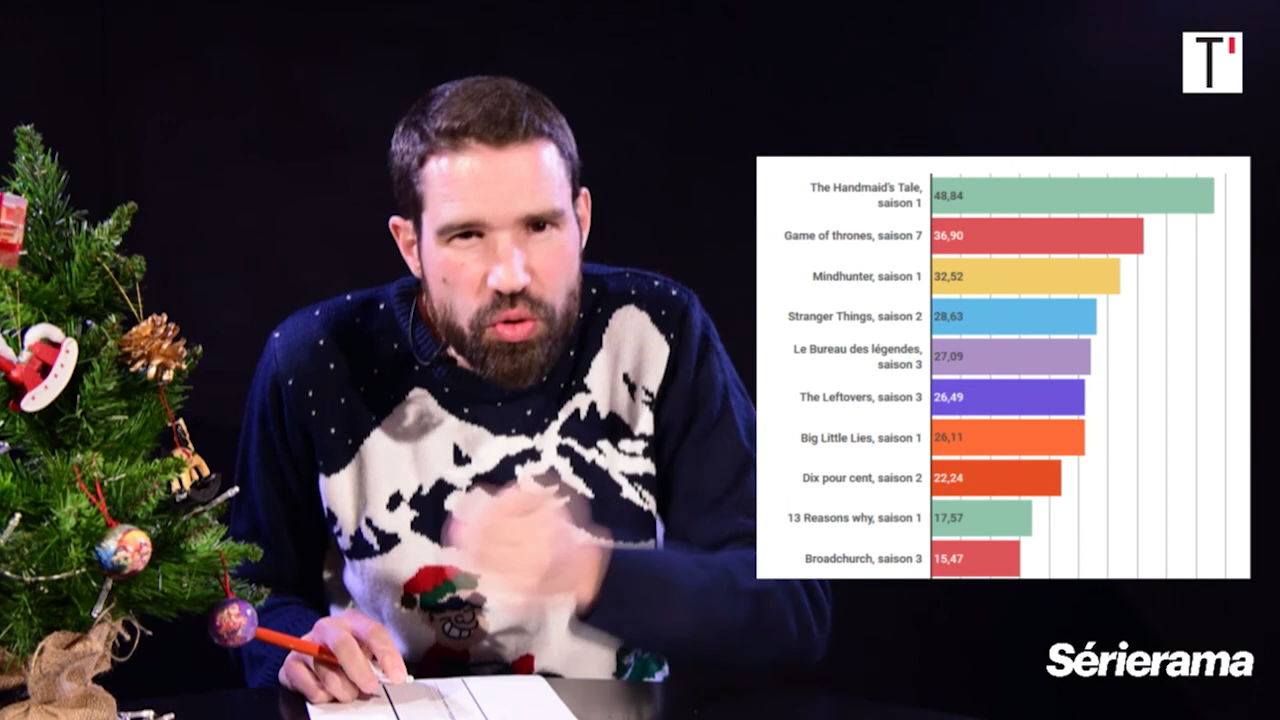 T'
The Handmaid's Tale,
saison 1
48,84
Game of thrones, saison 7
36,90
Mindhunter, saison 1
32,52
Stranger Things, saison 2
28,63
Le Bureau des légendes,
saison 3
27,09
The Leftovers, saison 3
26,49
Big Little Lies, saison 1
26,11
Dix pour cent, saison 2
22,24
13 Reasons why, saison 1
17,57
Broadchurch, saison 3
15,47
Sérierama